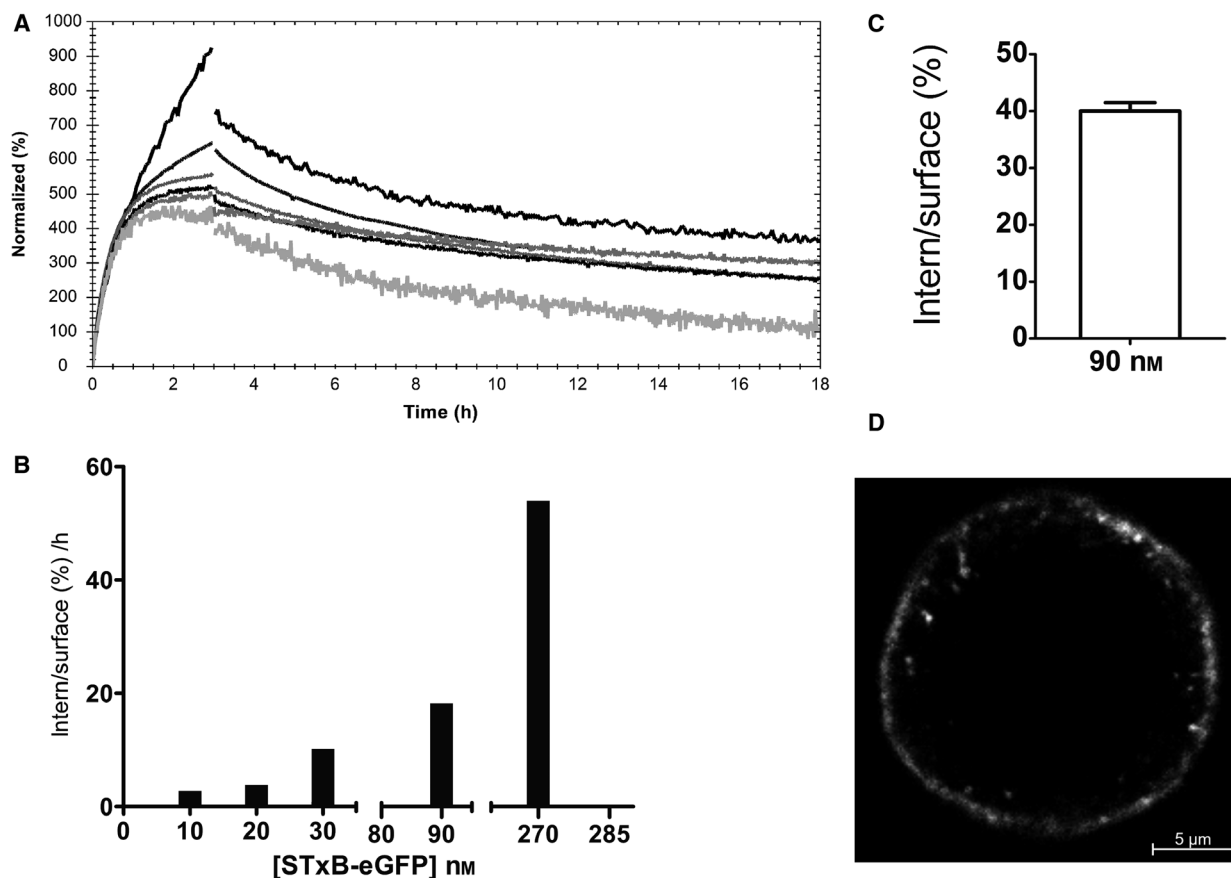 A
1000
900
800
700
600
500
400
300
200
100
0
Normalized (%)
0 2 4 6 8 10 12 14 16 18
Time (h)
B
60
40
20
0
Intern/surface (%) /h
0 10 20 30 80 90 270 285
[STxB-eGFP] nM
C
50
40
30
20
10
0
Intern/surface (%)
90 nM
D
5 µm